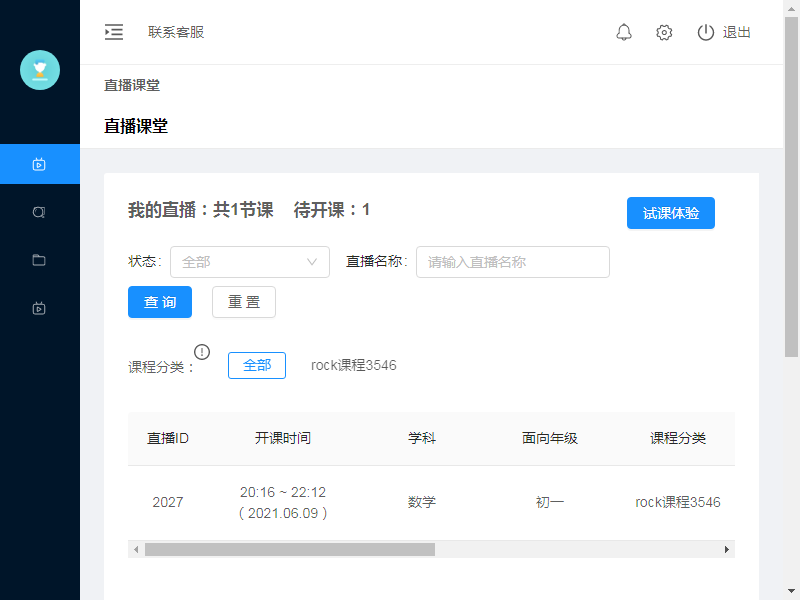 联系客服
退出
直播课堂
直播课堂
我的直播：共1节课 待开课：1
试课体验
状态: 全部 直播名称: 请输入直播名称
查 询 重 置
课程分类： 全部 rock课程3546
直播ID 开课时间 学科 面向年级 课程分类
2027 20:16 ~ 22:12 数学 初一 rock课程3546
( 2021.06.09 )